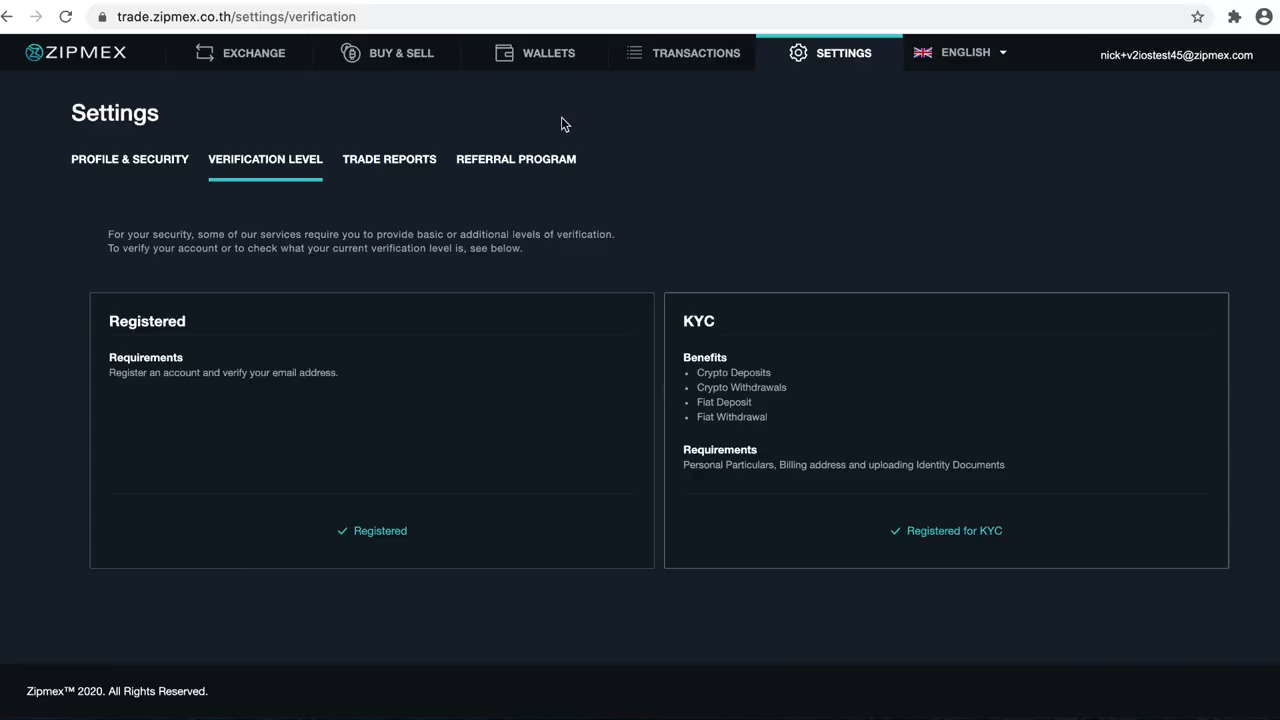 trade.zipmex.co.th/settings/verification
ZIPMEX EXCHANGE BUY & SELL WALLETS TRANSACTIONS SETTINGS ENGLISH nick+v2iostest45@zipmex.com
Settings
PROFILE & SECURITY VERIFICATION LEVEL TRADE REPORTS REFERRAL PROGRAM
For your security, some of our services require you to provide basic or additional levels of verification.
To verify your account or to check what your current verification level is, see below.
Registered
Requirements
Register an account and verify your email address.
✓ Registered
KYC
Benefits
• Crypto Deposits
• Crypto Withdrawals
• Fiat Deposit
• Fiat Withdrawal
Requirements
Personal Particulars, Billing address and uploading Identity Documents
✓ Registered for KYC
Zipmex™ 2020. All Rights Reserved.